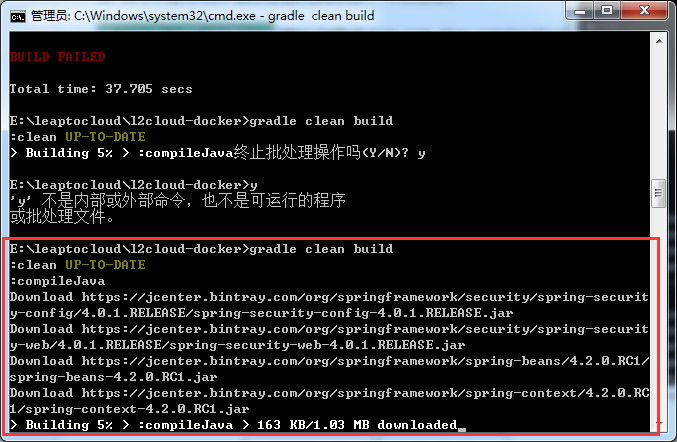 管理员: C:\Windows\system32\cmd.exe - gradle  clean build
BUILD FAILED
Total time: 37.705 secs
E:\leaptocloud\l2cloud-docker>gradle clean build
:clean UP-TO-DATE
> Building 5% > :compileJava终止批处理操作吗(Y/N)? y
E:\leaptocloud\l2cloud-docker>y
'y' 不是内部或外部命令，也不是可运行的程序
或批处理文件。
E:\leaptocloud\l2cloud-docker>gradle clean build
:clean UP-TO-DATE
:compileJava
Download https://jcenter.bintray.com/org/springframework/security/spring-securit
y-config/4.0.1.RELEASE/spring-security-config-4.0.1.RELEASE.jar
Download https://jcenter.bintray.com/org/springframework/security/spring-securit
y-web/4.0.1.RELEASE/spring-security-web-4.0.1.RELEASE.jar
Download https://jcenter.bintray.com/org/springframework/spring-beans/4.2.0.RC1/
spring-beans-4.2.0.RC1.jar
Download https://jcenter.bintray.com/org/springframework/spring-context/4.2.0.RC
1/spring-context-4.2.0.RC1.jar
> Building 5% > :compileJava > 163 KB/1.03 MB downloaded